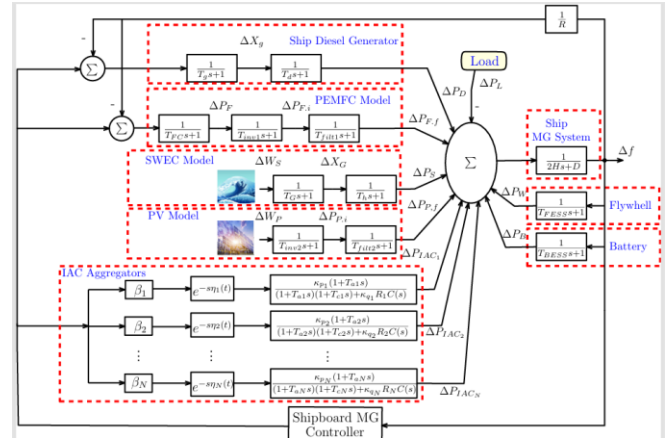 1/R
-
-
Σ
Ship Diesel Generator
ΔX_g
1/(T_g s+1)
1/(T_d s+1)
ΔP_D
Load
ΔP_L
-
PEMFC Model
ΔP_F
ΔP_{F.i}
Σ
1/(T_{FC}s+1)
1/(T_{inv1}s+1)
1/(T_{filt1}s+1)
ΔP_{F.f}
Ship
MG System
1/(2Hs+D)
Δf
Σ
SWEC Model
ΔW_S
ΔX_G
1/(T_G s+1)
1/(T_h s+1)
ΔP_S
ΔP_W
1/(T_{FESS}s+1)
Flywhell
PV Model
ΔW_P
ΔP_{P.i}
1/(T_{inv2}s+1)
1/(T_{filt2}s+1)
ΔP_{P.f}
ΔP_B
1/(T_{BESS}s+1)
Battery
IAC Aggregators
ΔP_{IAC_1}
β_1
e^{-sη_1(t)}
κ_{p_1}(1+T_{a1}s)/((1+T_{a1}s)(1+T_{c1}s)+κ_{q_1}R_1C(s))
β_2
e^{-sη_2(t)}
κ_{p_2}(1+T_{a2}s)/((1+T_{a2}s)(1+T_{c2}s)+κ_{q_2}R_2C(s))
ΔP_{IAC_2}
⋮ ⋮ ⋮
β_N
e^{-sη_N(t)}
κ_{p_N}(1+T_{aN}s)/((1+T_{aN}s)(1+T_{cN}s)+κ_{q_N}R_NC(s))
ΔP_{IAC_N}
Shipboard MG
Controller